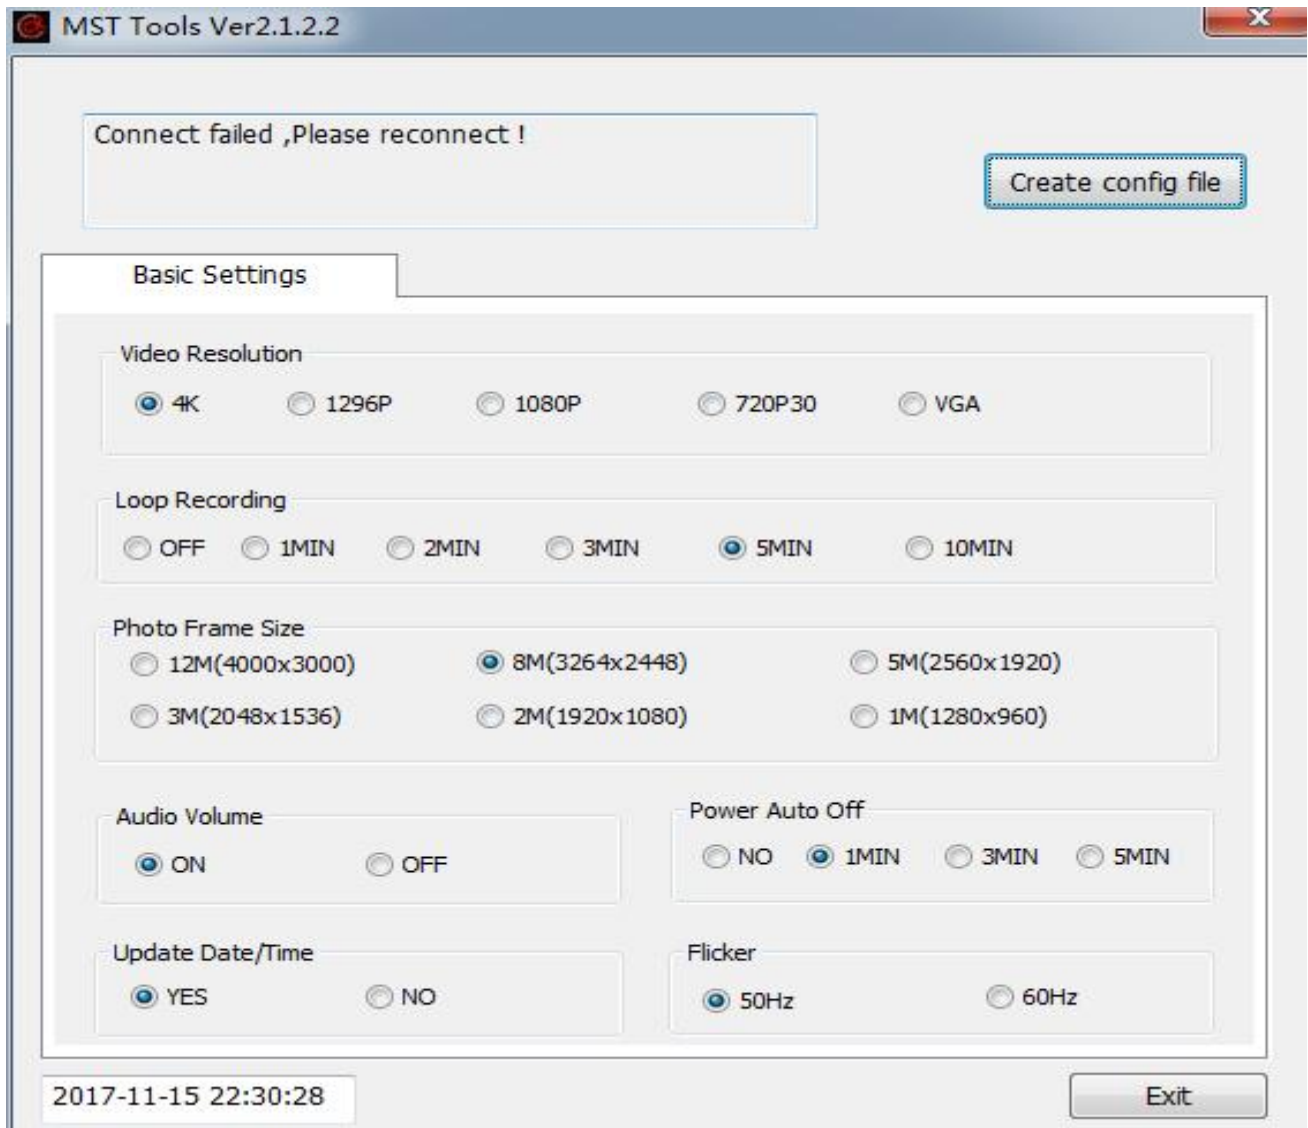 MST Tools Ver2.1.2.2
Connect failed ,Please reconnect !
Create config file
Basic Settings
Video Resolution
4K 1296P 1080P 720P30 VGA
Loop Recording
OFF 1MIN 2MIN 3MIN 5MIN 10MIN
Photo Frame Size
12M(4000x3000) 8M(3264x2448) 5M(2560x1920)
3M(2048x1536) 2M(1920x1080) 1M(1280x960)
Audio Volume
ON OFF
Power Auto Off
NO 1MIN 3MIN 5MIN
Update Date/Time
YES NO
Flicker
50Hz 60Hz
2017-11-15 22:30:28
Exit